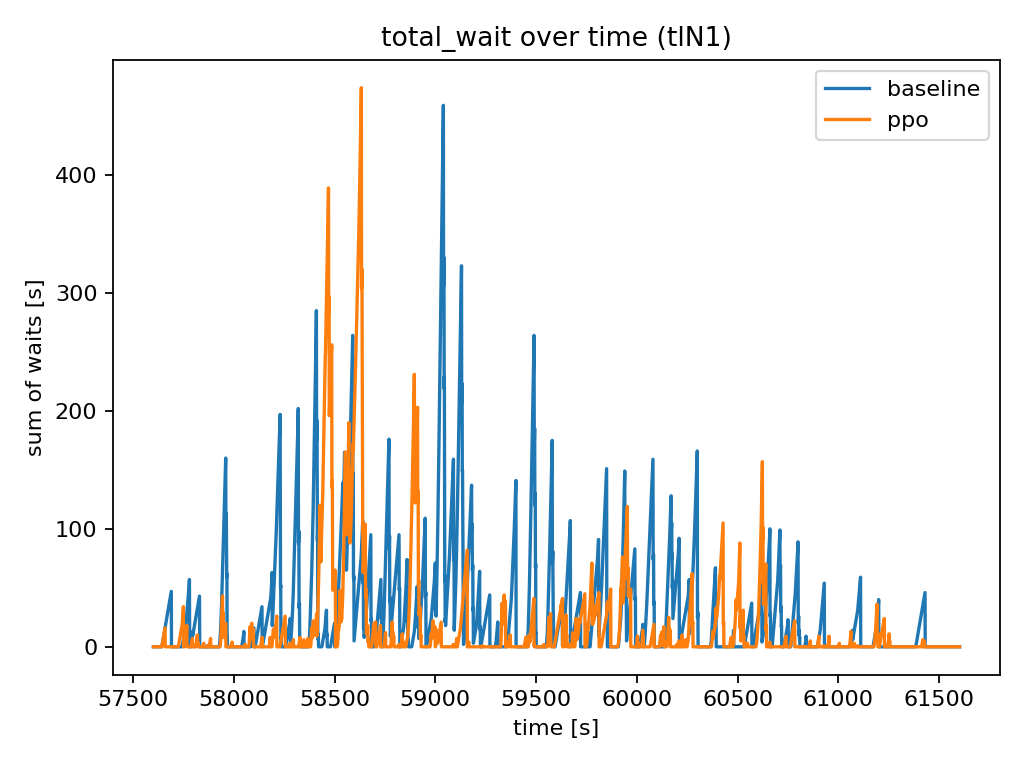 total_wait over time (tlN1)
baseline
ppo
sum of waits [s]
400
300
200
100
0
57500 58000 58500 59000 59500 60000 60500 61000 61500
time [s]